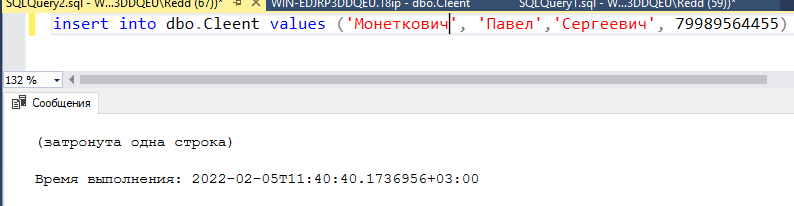 SQLQuery2.sql - W...3DDQEU\Redd (67))* WIN-EDJRP3DDQEU.T8ip - dbo.Cleent SQLQuery1.sql - W...3DDQEU\Redd (59))*
insert into dbo.Cleent values ('Монеткович', 'Павел','Сергеевич', 79989564455)
132 %
Сообщения
(затронута одна строка)
Время выполнения: 2022-02-05T11:40:40.1736956+03:00